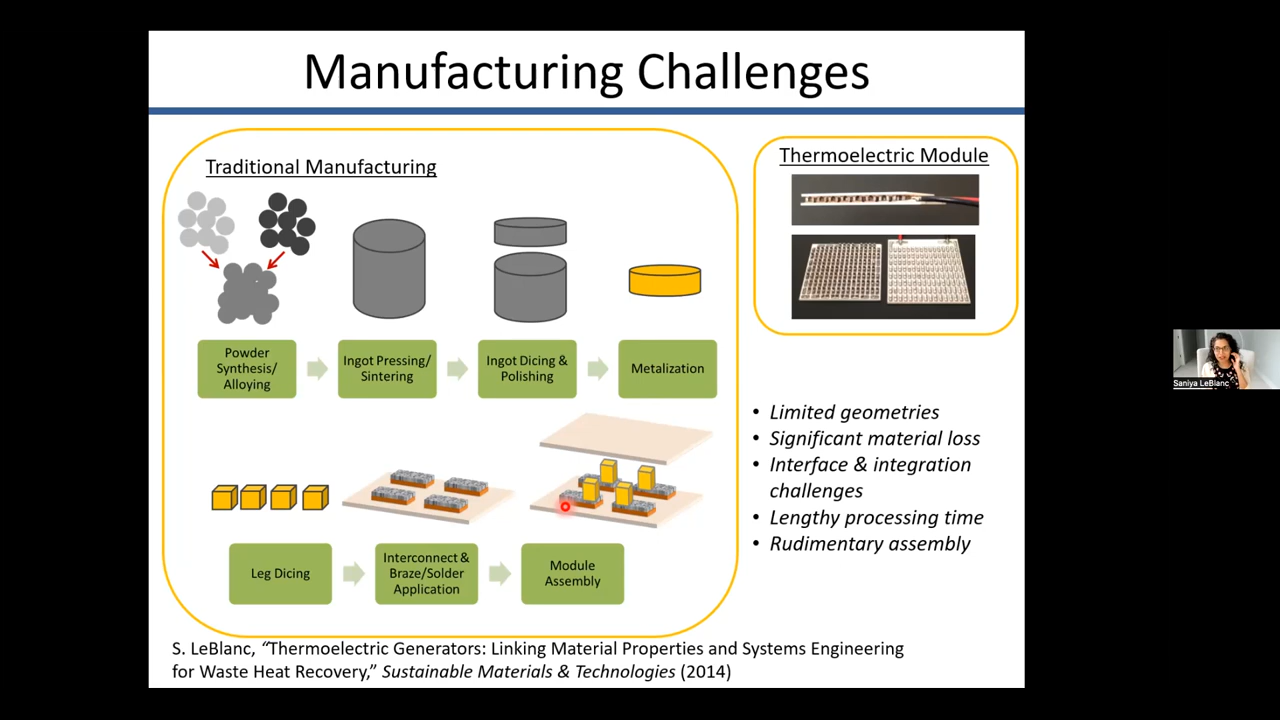 Manufacturing Challenges
Traditional Manufacturing
Powder
Synthesis/
Alloying
Ingot Pressing/
Sintering
Ingot Dicing &
Polishing
Metalization
Leg Dicing
Interconnect &
Braze/Solder
Application
Module
Assembly
Thermoelectric Module
• Limited geometries
• Significant material loss
• Interface & integration
challenges
• Lengthy processing time
• Rudimentary assembly
S. LeBlanc, “Thermoelectric Generators: Linking Material Properties and Systems Engineering
for Waste Heat Recovery,” Sustainable Materials & Technologies (2014)
Saniya LeBlanc